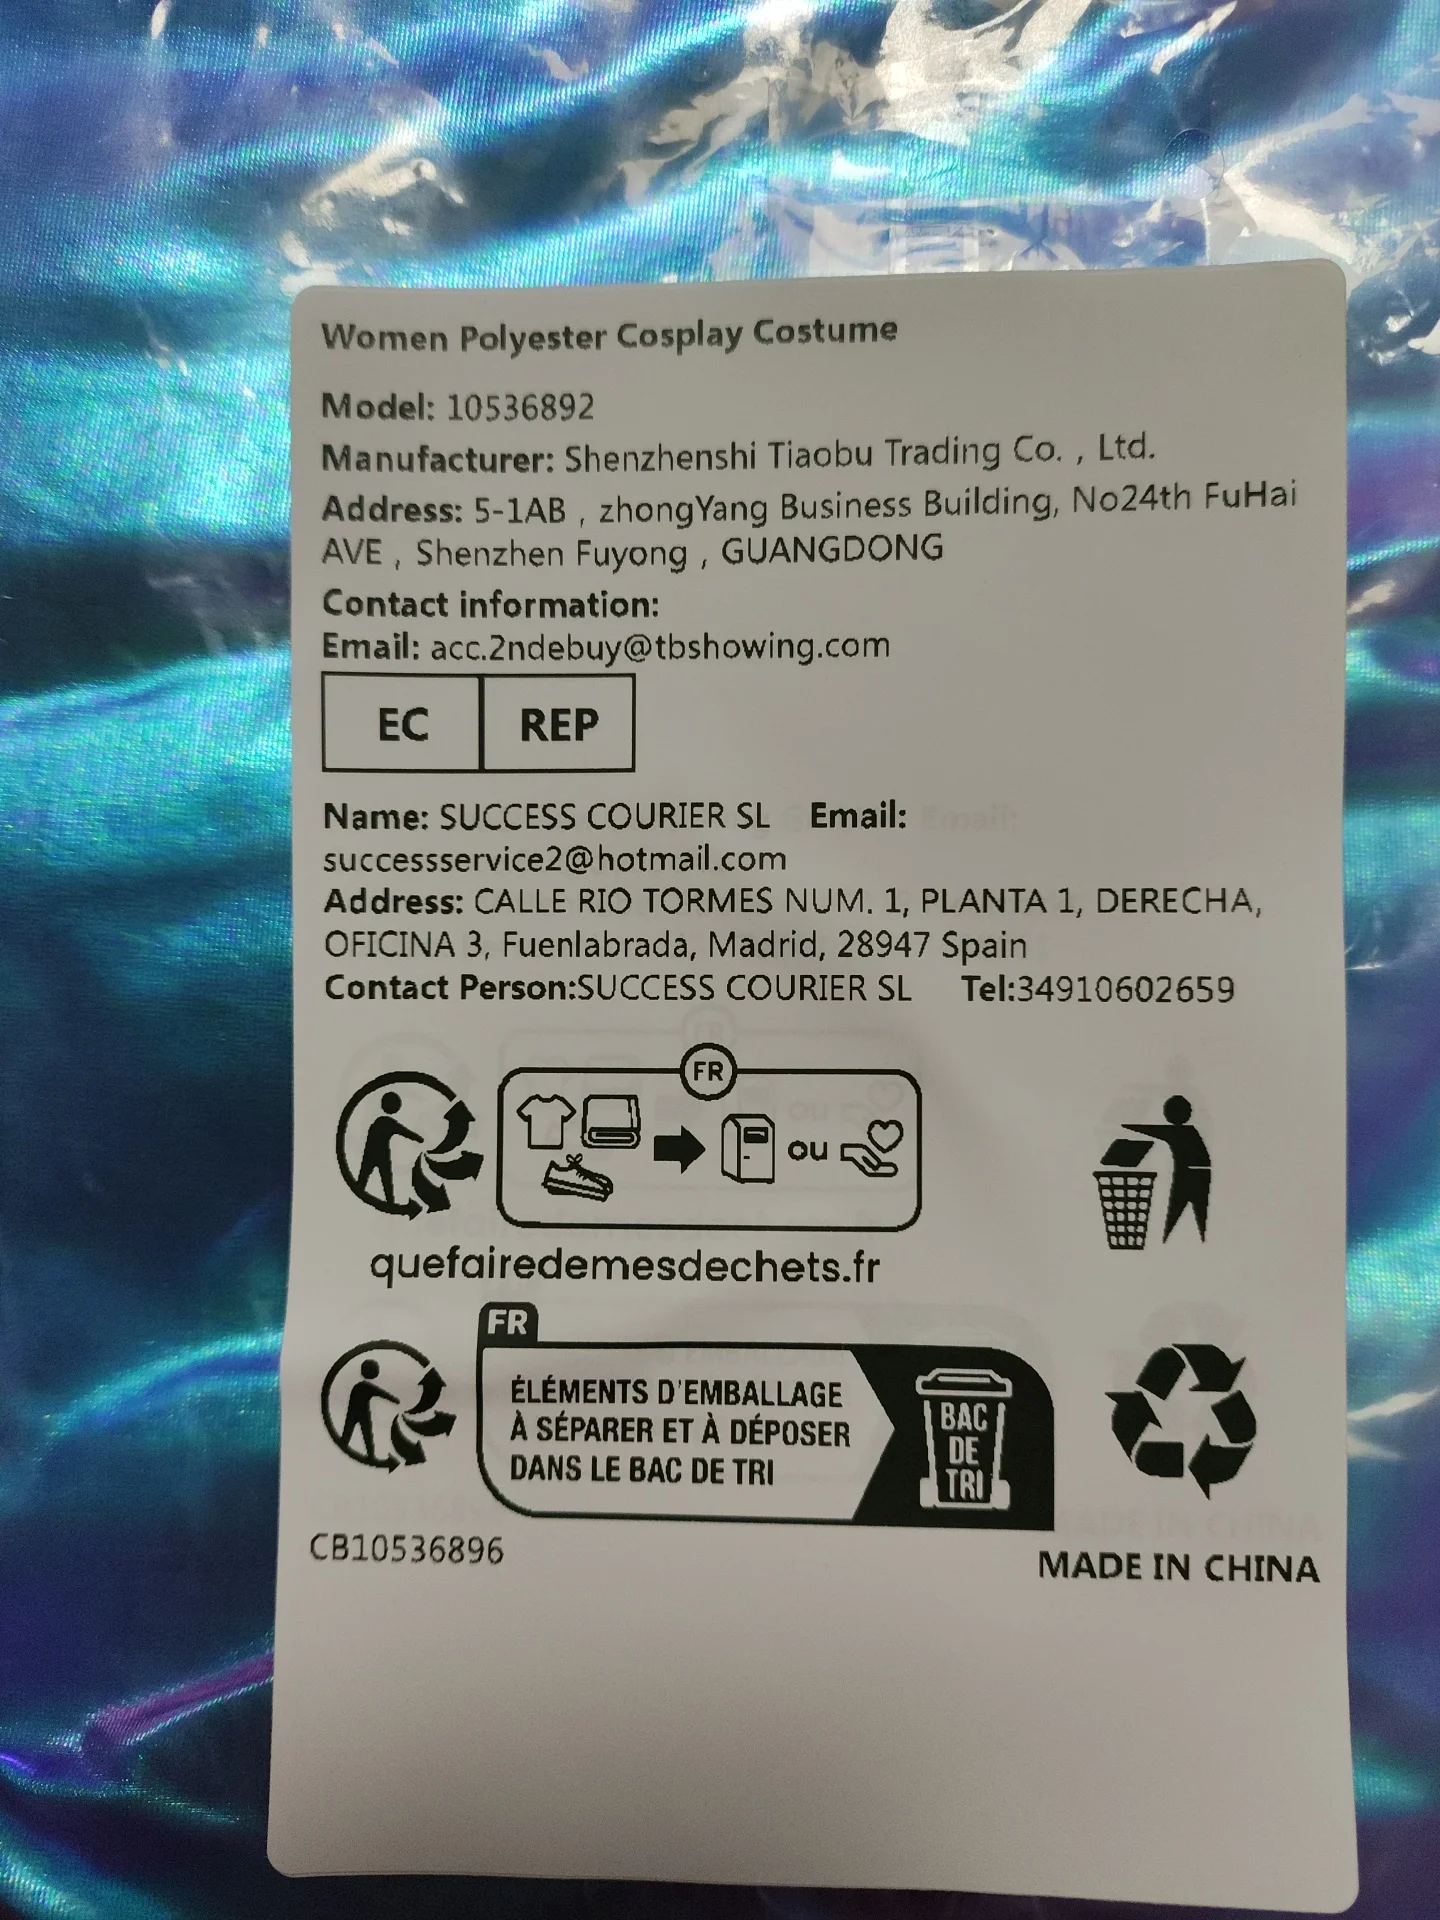 Women Polyester Cosplay Costume
Model: 10536892
Manufacturer: Shenzhenshi Tiaobu Trading Co. , Ltd.
Address: 5-1AB , zhongYang Business Building, No24th FuHai
AVE , Shenzhen Fuyong , GUANGDONG
Contact information:
Email: acc.2ndebuy@tbshowing.com
EC REP
Name: SUCCESS COURIER SL Email:
successservice2@hotmail.com
Address: CALLE RIO TORMES NUM. 1, PLANTA 1, DERECHA,
OFICINA 3, Fuenlabrada, Madrid, 28947 Spain
Contact Person:SUCCESS COURIER SL Tel:34910602659
FR
ou
quefairedemesdechets.fr
FR
ÉLÉMENTS D'EMBALLAGE
À SÉPARER ET À DÉPOSER
DANS LE BAC DE TRI
BAC
DE
TRI
CB10536896
MADE IN CHINA